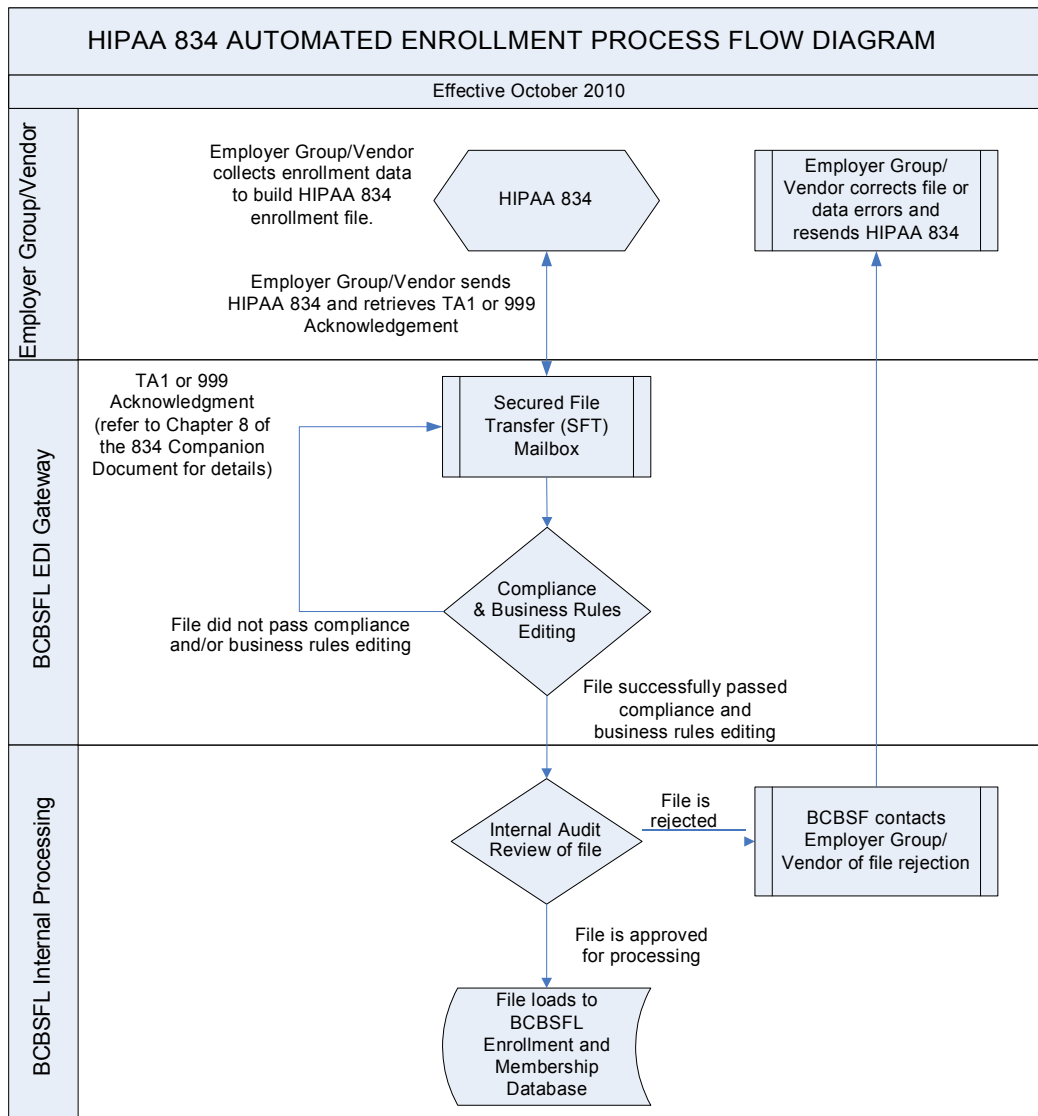 HIPAA 834 AUTOMATED ENROLLMENT PROCESS FLOW DIAGRAM
Effective October 2010
Employer Group/Vendor
Employer Group/Vendor
collects enrollment data
to build HIPAA 834
enrollment file.
HIPAA 834
Employer Group/
Vendor corrects file or
data errors and
resends HIPAA 834
Employer Group/Vendor sends
HIPAA 834 and retrieves TA1 or 999
Acknowledgement
BCBSFL EDI Gateway
TA1 or 999
Acknowledgment
(refer to Chapter 8 of
the 834 Companion
Document for details)
Secured File
Transfer (SFT)
Mailbox
Compliance
& Business Rules
Editing
File did not pass compliance
and/or business rules editing
File successfully passed
compliance and
business rules editing
BCBSFL Internal Processing
Internal Audit
Review of file
File is
rejected
BCBSF contacts
Employer Group/
Vendor of file rejection
File is approved
for processing
File loads to
BCBSFL
Enrollment and
Membership
Database